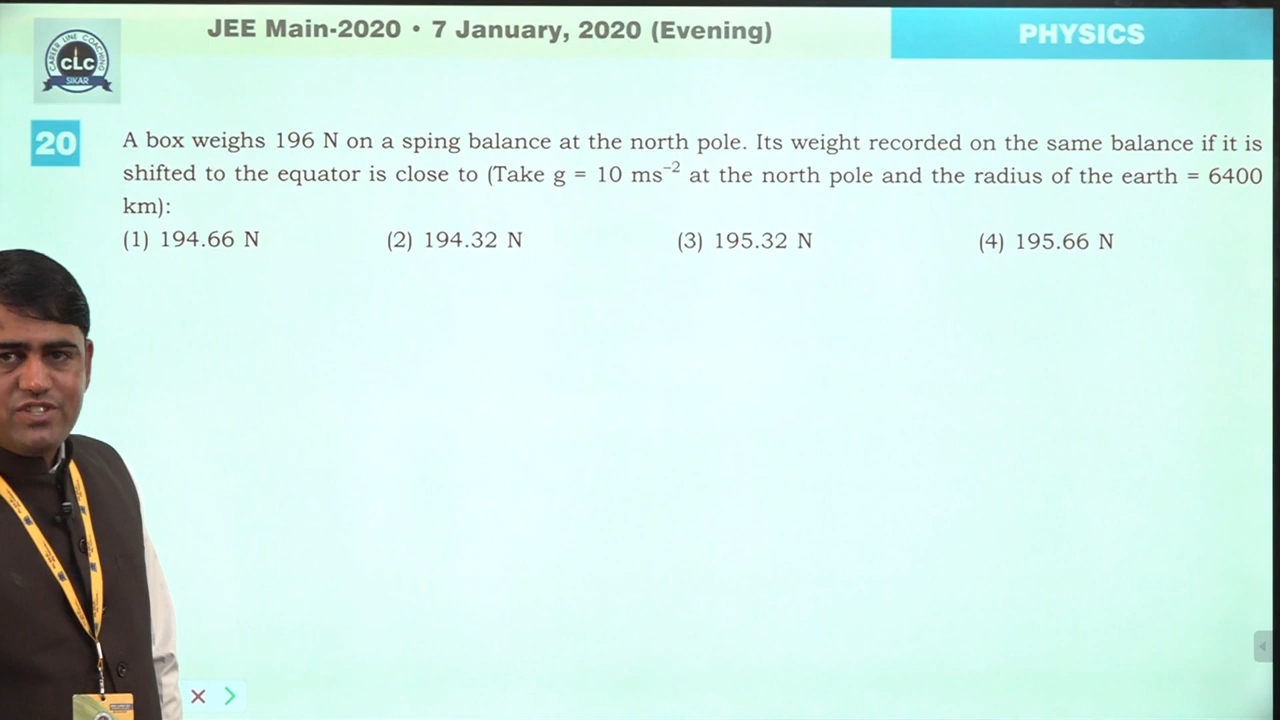 JEE Main-2020 • 7 January, 2020 (Evening)
PHYSICS
CAREER LINE COACHING
CLC
SIKAR
20
A box weighs 196 N on a sping balance at the north pole. Its weight recorded on the same balance if it is
shifted to the equator is close to (Take g = 10 ms⁻² at the north pole and the radius of the earth = 6400
km):
(1) 194.66 N (2) 194.32 N (3) 195.32 N (4) 195.66 N